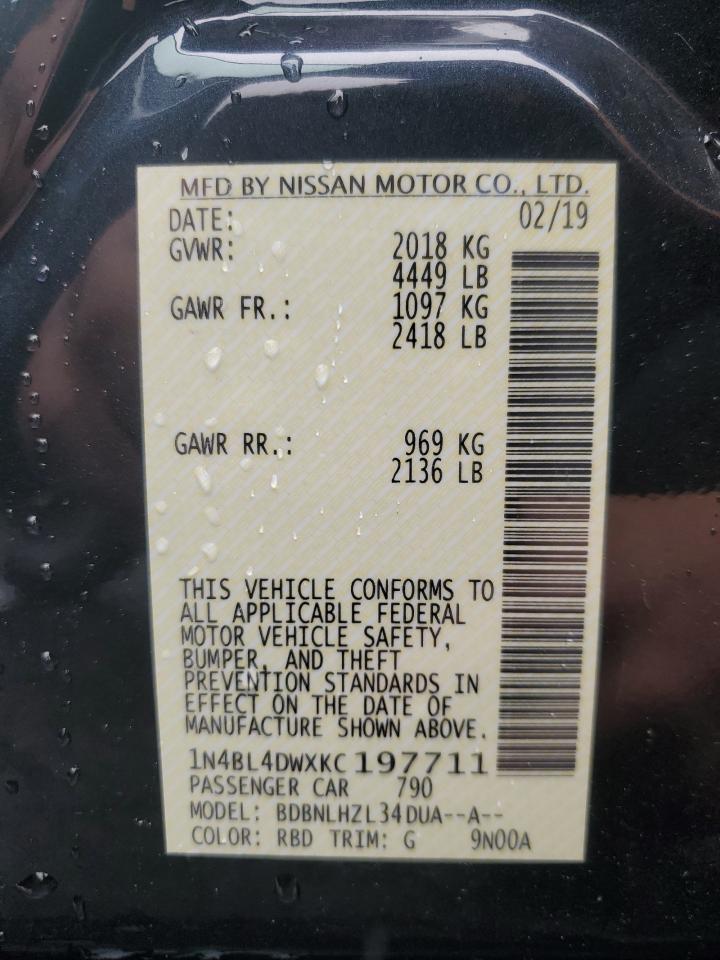 MFD BY NISSAN MOTOR CO., LTD.
DATE: 02/19
GVWR: 2018 KG
4449 LB
GAWR FR.: 1097 KG
2418 LB
GAWR RR.: 969 KG
2136 LB
THIS VEHICLE CONFORMS TO
ALL APPLICABLE FEDERAL
MOTOR VEHICLE SAFETY,
BUMPER, AND THEFT
PREVENTION STANDARDS IN
EFFECT ON THE DATE OF
MANUFACTURE SHOWN ABOVE.
1N4BL4DWXKC197711
PASSENGER CAR 790
MODEL: BDBNLHZL34DUA--A--
COLOR: RBD TRIM: G 9N00A